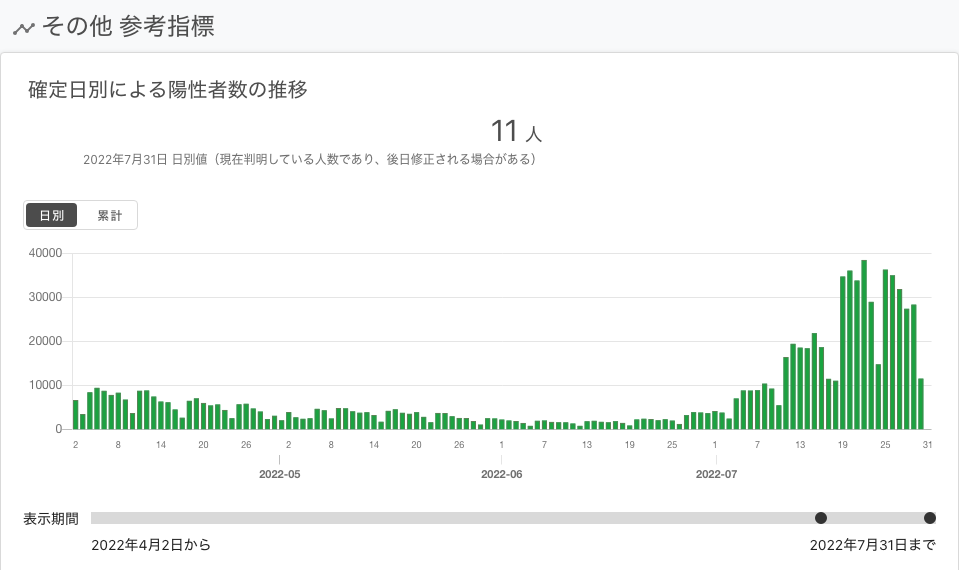 その他 参考指標
確定日別による陽性者数の推移
11 人
2022年7月31日 日別値（現在判明している人数であり、後日修正される場合がある）
日別 累計
40000
30000
20000
10000
0
2 8 14 20 26 2 8 14 20 26 1 7 13 19 25 1 7 13 19 25 31
2022-05 2022-06 2022-07
表示期間
2022年4月2日から 2022年7月31日まで